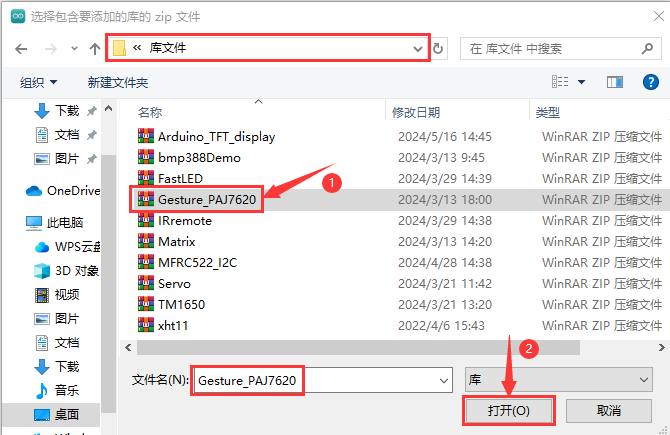 选择包含要添加的库的 zip 文件
« 库文件
在 库文件 中搜索
组织
新建文件夹
?
下载
文档
图片
OneDrive
此电脑
WPS云盘
3D 对象
视频
图片
文档
下载
音乐
桌面
名称 修改日期 类型
Arduino_TFT_display 2024/5/16 14:45 WinRAR ZIP 压缩文件
bmp388Demo 2024/3/13 9:45 WinRAR ZIP 压缩文件
FastLED 2024/3/29 14:39 WinRAR ZIP 压缩文件
Gesture_PAJ7620 2024/3/13 18:00 WinRAR ZIP 压缩文件
IRremote 2024/3/29 14:38 WinRAR ZIP 压缩文件
Matrix 2024/3/13 14:20 WinRAR ZIP 压缩文件
MFRC522_I2C 2024/4/28 14:38 WinRAR ZIP 压缩文件
Servo 2024/3/21 11:42 WinRAR ZIP 压缩文件
TM1650 2024/3/21 13:20 WinRAR ZIP 压缩文件
xht11 2022/4/6 15:43 WinRAR ZIP 压缩文件
1
2
文件名(N):
Gesture_PAJ7620
库
打开(O)
取消